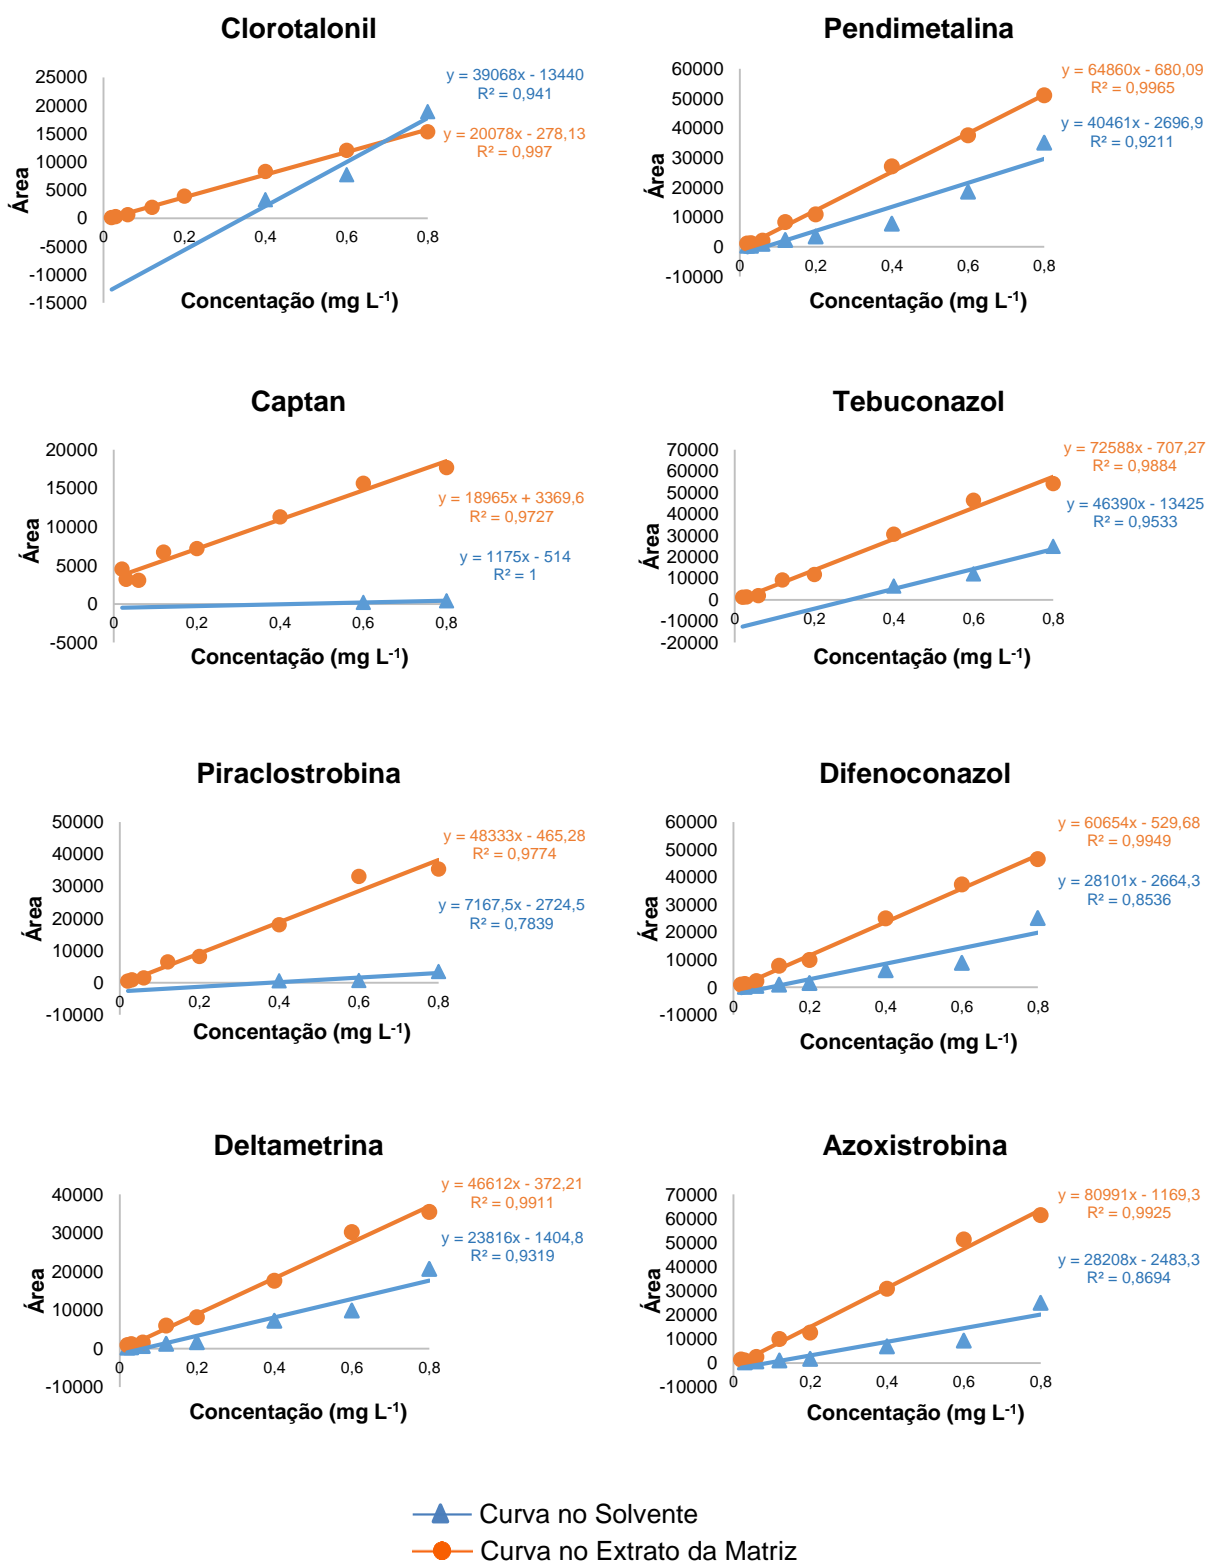 Clorotalonil
25000
20000
15000
10000
5000
0
-5000
-10000
-15000
0
0,2
0,4
0,6
0,8
Área
Concentação (mg L-1)
y = 39068x - 13440
R² = 0,941
y = 20078x - 278,13
R² = 0,997
Pendimetalina
60000
50000
40000
30000
20000
10000
0
-10000
0
0,2
0,4
0,6
0,8
Área
Concentação (mg L-1)
y = 64860x - 680,09
R² = 0,9965
y = 40461x - 2696,9
R² = 0,9211
Captan
20000
15000
10000
5000
0
-5000
0
0,2
0,4
0,6
0,8
Área
Concentação (mg L-1)
y = 18965x + 3369,6
R² = 0,9727
y = 1175x - 514
R² = 1
Tebuconazol
70000
60000
50000
40000
30000
20000
10000
0
-10000
-20000
0
0,2
0,4
0,6
0,8
Área
Concentação (mg L-1)
y = 72588x - 707,27
R² = 0,9884
y = 46390x - 13425
R² = 0,9533
Piraclostrobina
50000
40000
30000
20000
10000
0
-10000
0
0,2
0,4
0,6
0,8
Área
Concentação (mg L-1)
y = 48333x - 465,28
R² = 0,9774
y = 7167,5x - 2724,5
R² = 0,7839
Difenoconazol
60000
50000
40000
30000
20000
10000
0
-10000
0
0,2
0,4
0,6
0,8
Área
Concentação (mg L-1)
y = 60654x - 529,68
R² = 0,9949
y = 28101x - 2664,3
R² = 0,8536
Deltametrina
40000
30000
20000
10000
0
-10000
0
0,2
0,4
0,6
0,8
Área
Concentação (mg L-1)
y = 46612x - 372,21
R² = 0,9911
y = 23816x - 1404,8
R² = 0,9319
Azoxistrobina
70000
60000
50000
40000
30000
20000
10000
0
-10000
0
0,2
0,4
0,6
0,8
Área
Concentação (mg L-1)
y = 80991x - 1169,3
R² = 0,9925
y = 28208x - 2483,3
R² = 0,8694
Curva no Solvente
Curva no Extrato da Matriz